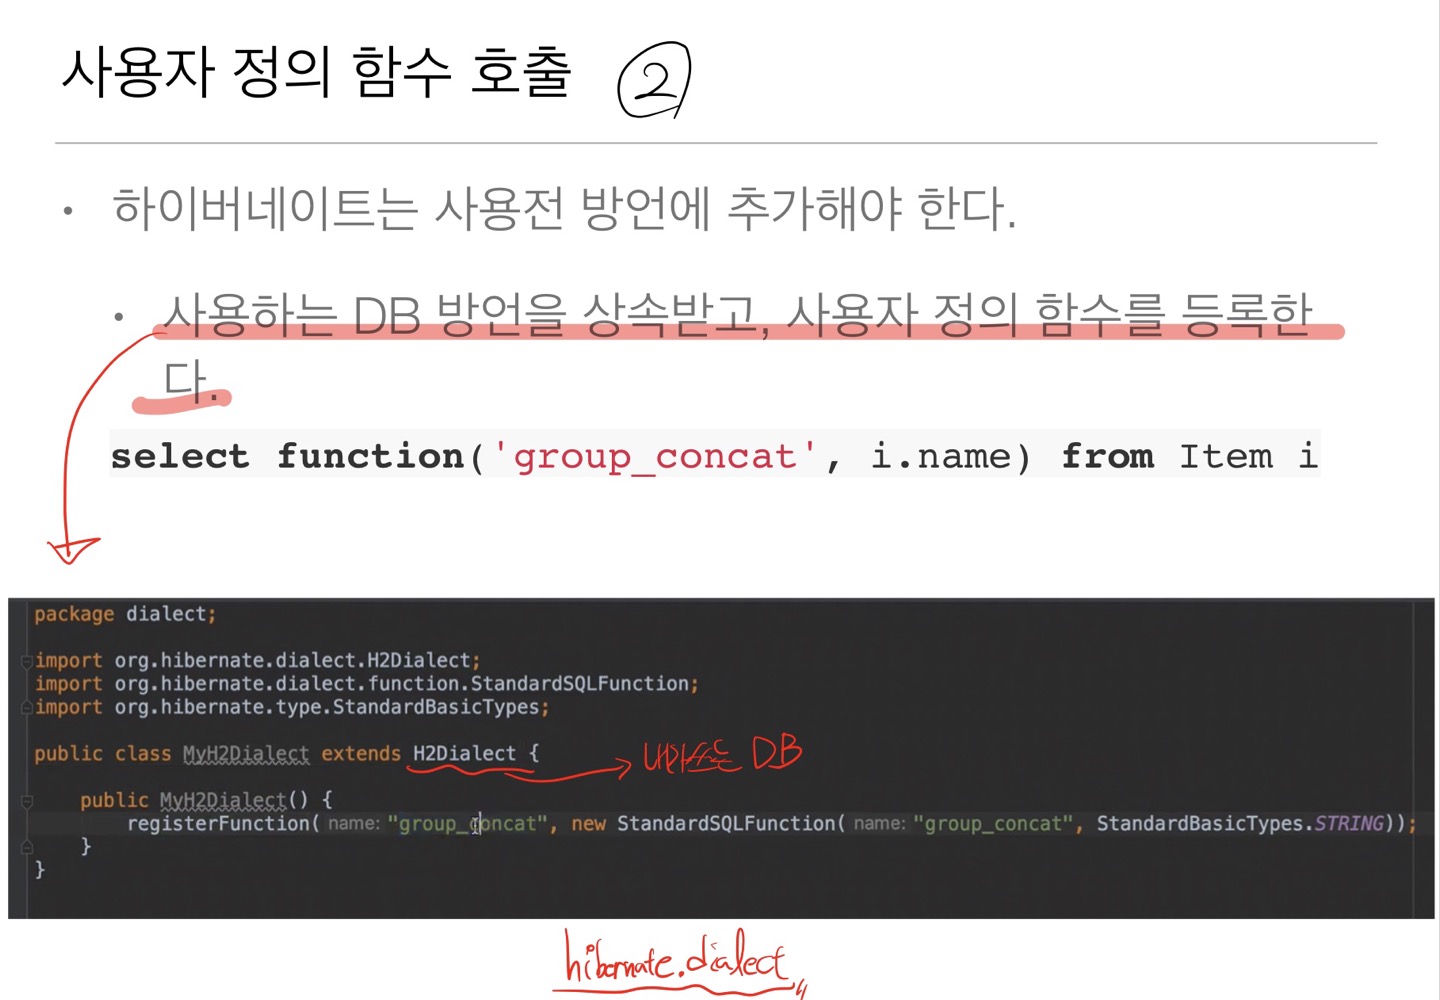 사용자 정의 함수 호출 2
• 하이버네이트는 사용전 방언에 추가해야 한다.
• 사용하는 DB 방언을 상속받고, 사용자 정의 함수를 등록한
다.
select function('group_concat', i.name) from Item i
package dialect;
import org.hibernate.dialect.H2Dialect;
import org.hibernate.dialect.function.StandardSQLFunction;
import org.hibernate.type.StandardBasicTypes;
public class MyH2Dialect extends H2Dialect {
DB
public MyH2Dialect() {
registerFunction( name: "group_concat", new StandardSQLFunction( name: "group_concat", StandardBasicTypes.STRING));
}
}
hibernate.dialect